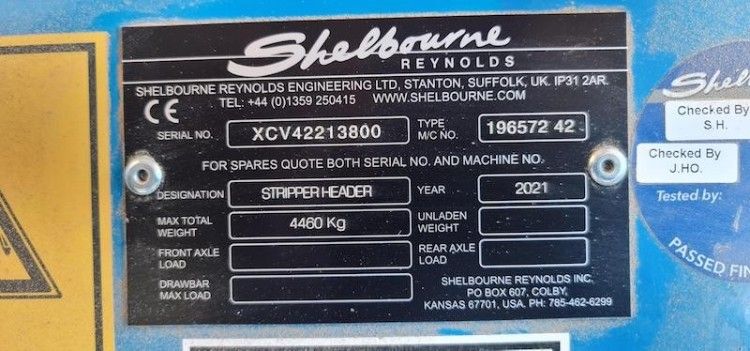 Shelbourne
REYNOLDS
SHELBOURNE REYNOLDS ENGINEERING LTD, STANTON, SUFFOLK, UK. IP31 2AR.
TEL: +44 (0)1359 250415 WWW.SHELBOURNE.COM
CE
SERIAL NO. XCV42213800 TYPE M/C NO. 196572 42
FOR SPARES QUOTE BOTH SERIAL NO. AND MACHINE NO.
DESIGNATION STRIPPER HEADER YEAR 2021
MAX TOTAL WEIGHT 4460 Kg UNLADEN WEIGHT
FRONT AXLE LOAD REAR AXLE LOAD
DRAWBAR MAX LOAD
SHELBOURNE REYNOLDS INC.
PO BOX 607, COLBY,
KANSAS 67701, USA. PH: 785-462-6299
Checked By
S.H.
Checked By
J.HO.
Tested by:
PASSED